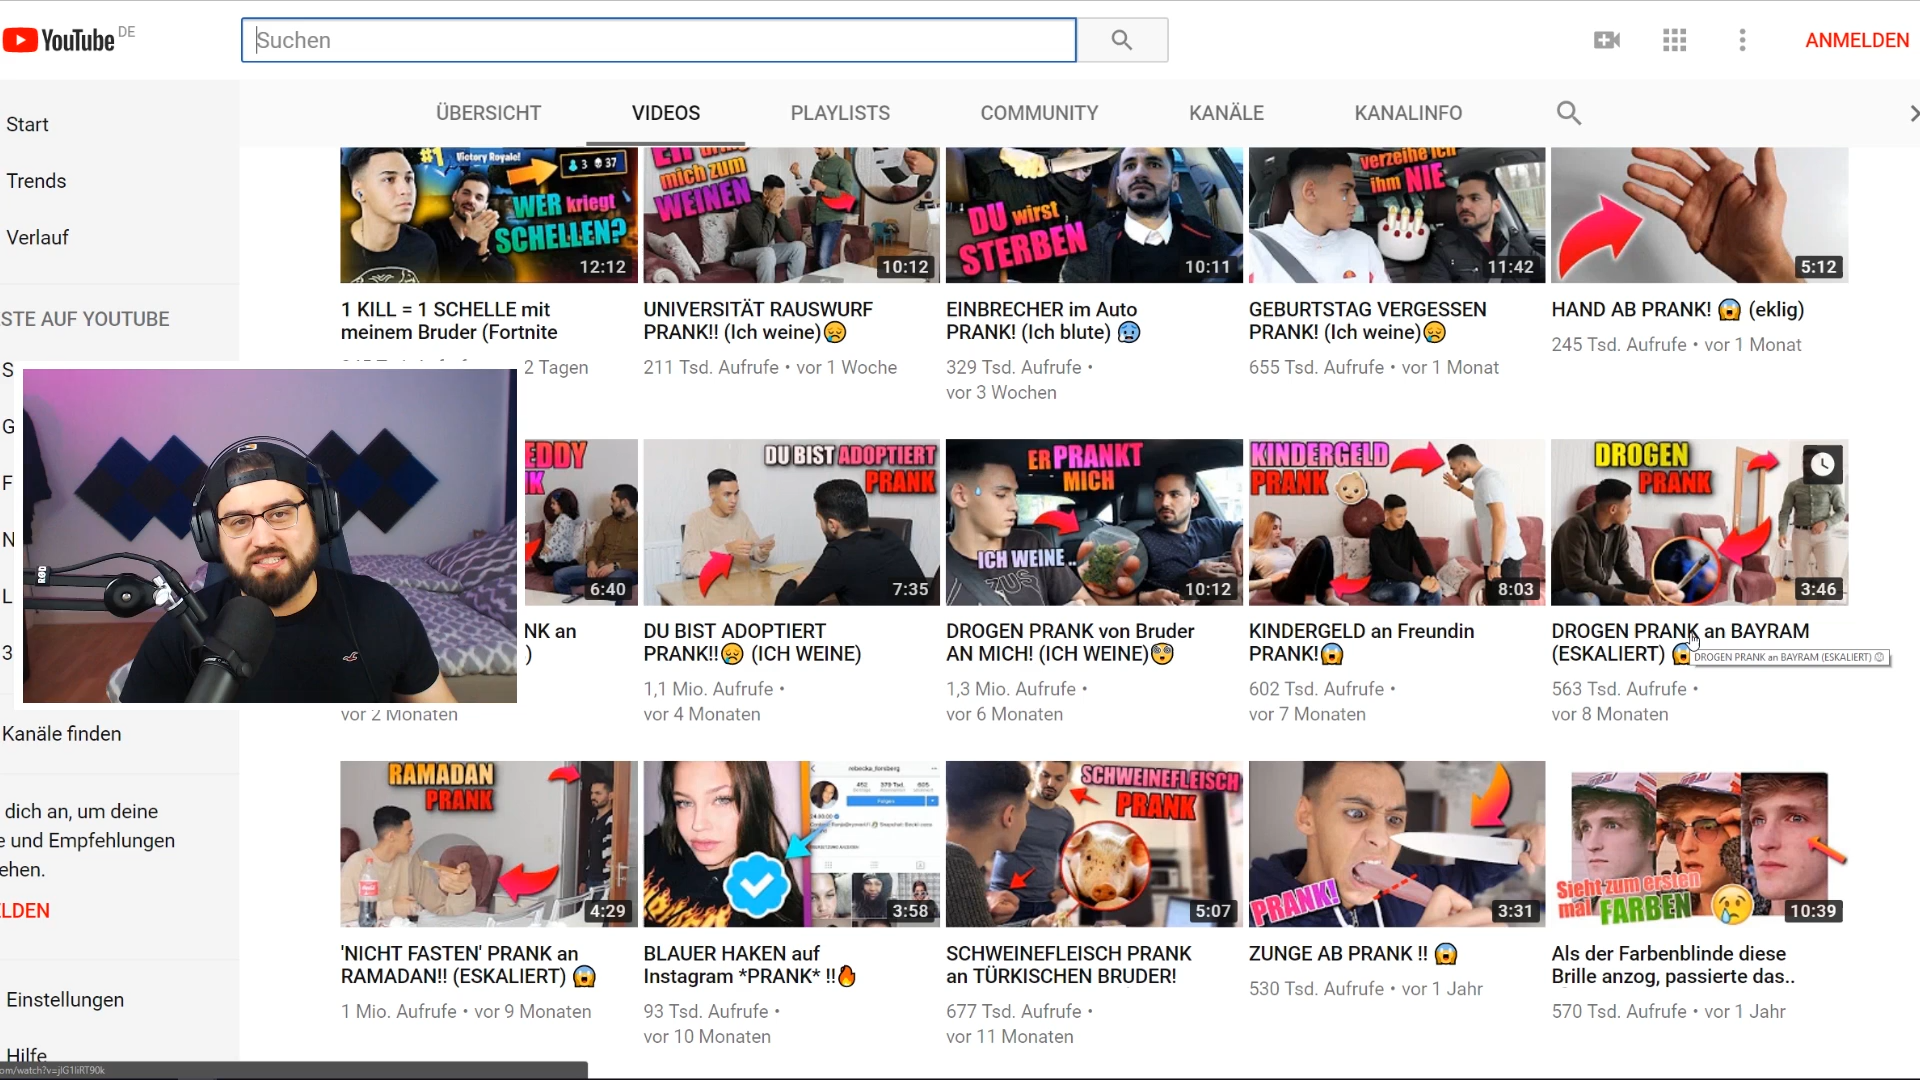 YouTube DE
Suchen
ANMELDEN
ÜBERSICHT
VIDEOS
PLAYLISTS
COMMUNITY
KANÄLE
KANALINFO
Start
Trends
Verlauf
STE AUF YOUTUBE
S
G
F
N
L
3
Kanäle finden
dich an, um deine
e und Empfehlungen
ehen.
LDEN
Einstellungen
Hilfe
#1 Victory Royale!
3 37
WER kriegt
SCHELLEN?
12:12
1 KILL = 1 SCHELLE mit
meinem Bruder (Fortnite
2 Tagen
mich zum
WEINEN
10:12
UNIVERSITÄT RAUSWURF
PRANK!! (Ich weine)😥
211 Tsd. Aufrufe • vor 1 Woche
DU wirst
STERBEN
10:11
EINBRECHER im Auto
PRANK! (Ich blute) 😰
329 Tsd. Aufrufe •
vor 3 Wochen
verzeihe ich
ihm NIE
11:42
GEBURTSTAG VERGESSEN
PRANK! (Ich weine)😥
655 Tsd. Aufrufe • vor 1 Monat
5:12
HAND AB PRANK! 😱 (eklig)
245 Tsd. Aufrufe • vor 1 Monat
RØDE
EDDY
K
6:40
NK an
)
vor 2 Monaten
DU BIST ADOPTIERT
PRANK
7:35
DU BIST ADOPTIERT
PRANK!!😥 (ICH WEINE)
1,1 Mio. Aufrufe •
vor 4 Monaten
ER PRANKT
MICH
ICH WEINE ..
ZUS
10:12
DROGEN PRANK von Bruder
AN MICH! (ICH WEINE)😵
1,3 Mio. Aufrufe •
vor 6 Monaten
KINDERGELD
PRANK
8:03
KINDERGELD an Freundin
PRANK!😱
602 Tsd. Aufrufe •
vor 7 Monaten
DROGEN
PRANK
3:46
DROGEN PRANK an BAYRAM
(ESKALIERT) 😱
DROGEN PRANK an BAYRAM (ESKALIERT)
563 Tsd. Aufrufe •
vor 8 Monaten
RAMADAN
PRANK
4:29
'NICHT FASTEN' PRANK an
RAMADAN!! (ESKALIERT) 😱
1 Mio. Aufrufe • vor 9 Monaten
3:58
BLAUER HAKEN auf
Instagram *PRANK* !!🔥
93 Tsd. Aufrufe •
vor 10 Monaten
SCHWEINEFLEISCH
PRANK
5:07
SCHWEINEFLEISCH PRANK
an TÜRKISCHEN BRUDER!
677 Tsd. Aufrufe •
vor 11 Monaten
PRANK!
3:31
ZUNGE AB PRANK !! 😱
530 Tsd. Aufrufe • vor 1 Jahr
Sieht zum ersten
mal FARBEN
10:39
Als der Farbenblinde diese
Brille anzog, passierte das..
570 Tsd. Aufrufe • vor 1 Jahr